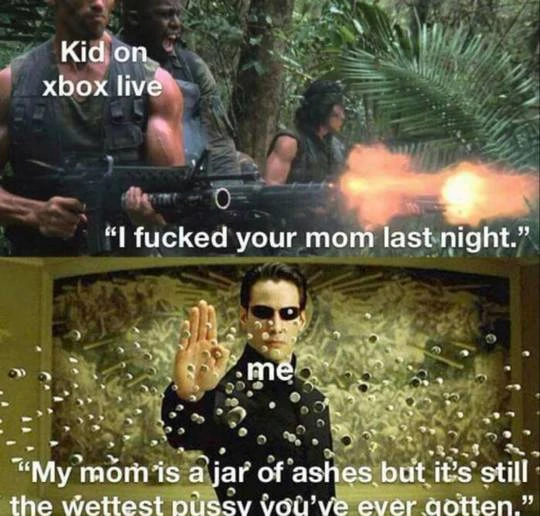 Kid on
xbox live
“I fucked your mom last night.”
me
“My mom is a jar of ashes but it’s still
the wettest pussy you’ve ever gotten.”